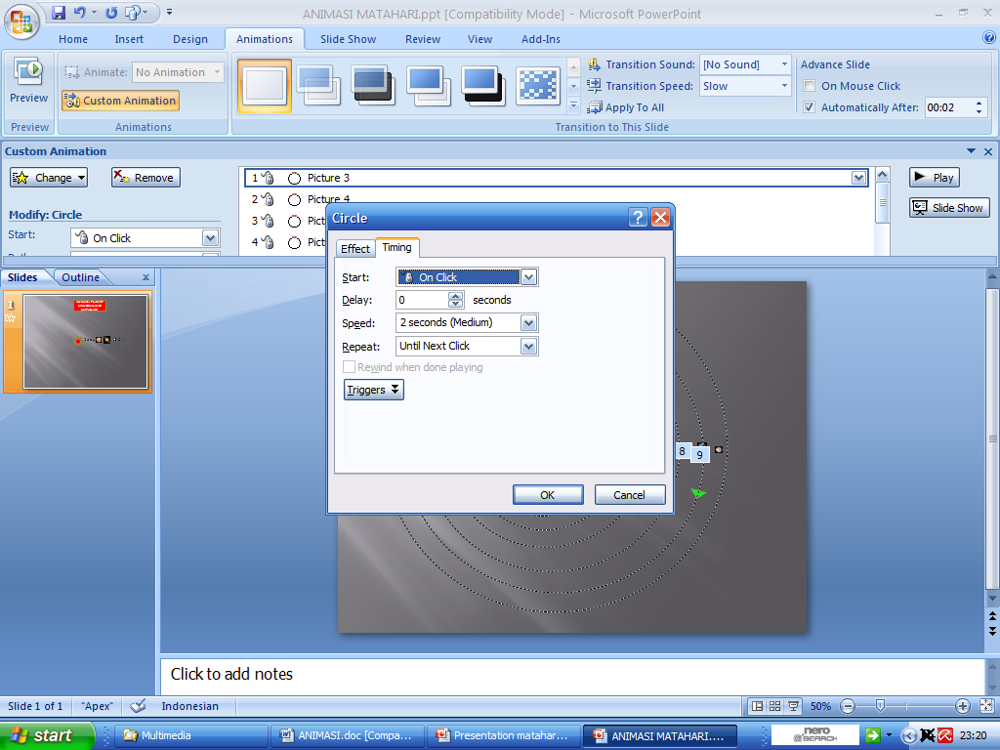 ANIMASI MATAHARI.ppt [Compatibility Mode] - Microsoft PowerPoint
Home Insert Design Animations Slide Show Review View Add-Ins
Preview
Animate: No Animation
Custom Animation
Transition Sound: [No Sound]
Transition Speed: Slow
Apply To All
Advance Slide
On Mouse Click
Automatically After: 00:02
Preview Animations Transition to This Slide
Custom Animation
Change Remove
Modify: Circle
Start: On Click
1 Picture 3
2 Picture 4
3 Pict
4 Pict
Play
Slide Show
Circle
Effect Timing
Start: On Click
Delay: 0 seconds
Speed: 2 seconds (Medium)
Repeat: Until Next Click
Rewind when done playing
Triggers
OK Cancel
Slides Outline
1
8 9
Click to add notes
Slide 1 of 1 "Apex" Indonesian 50%
start Multimedia ANIMASI.doc [Compa... Presentation matahar... ANIMASI MATAHARI.... nero SEARCH 23:20